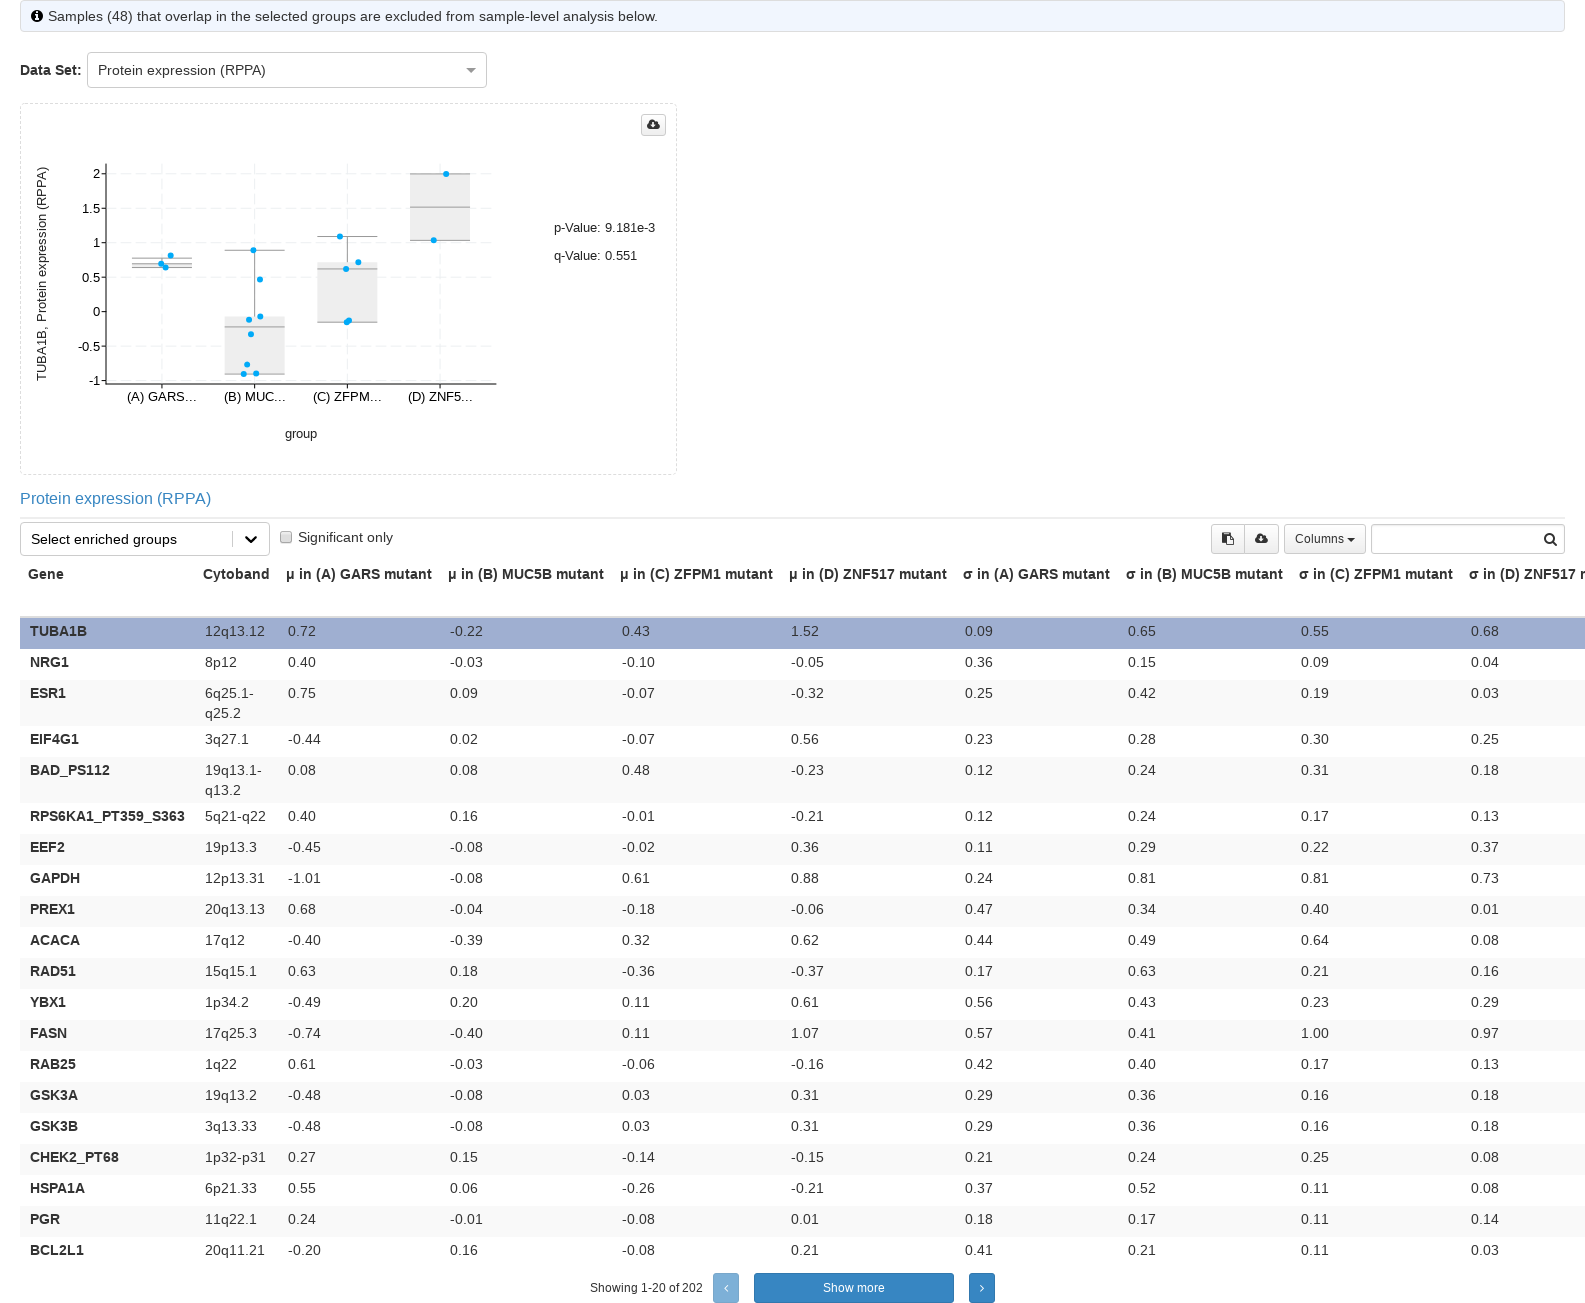 Samples (48) that overlap in the selected groups are excluded from sample-level analysis below.
Data Set: Protein expression (RPPA)
TUBA1B, Protein expression (RPPA)
2
1.5
1
0.5
0
-0.5
-1
(A) GARS... (B) MUC... (C) ZFPM... (D) ZNF5...
group
p-Value: 9.181e-3
q-Value: 0.551
Protein expression (RPPA)
Select enriched groups Significant only Columns
Gene Cytoband μ in (A) GARS mutant μ in (B) MUC5B mutant μ in (C) ZFPM1 mutant μ in (D) ZNF517 mutant σ in (A) GARS mutant σ in (B) MUC5B mutant σ in (C) ZFPM1 mutant σ in (D) ZNF517
TUBA1B 12q13.12 0.72 -0.22 0.43 1.52 0.09 0.65 0.55 0.68
NRG1 8p12 0.40 -0.03 -0.10 -0.05 0.36 0.15 0.09 0.04
ESR1 6q25.1- 0.75 0.09 -0.07 -0.32 0.25 0.42 0.19 0.03
q25.2
EIF4G1 3q27.1 -0.44 0.02 -0.07 0.56 0.23 0.28 0.30 0.25
BAD_PS112 19q13.1- 0.08 0.08 0.48 -0.23 0.12 0.24 0.31 0.18
q13.2
RPS6KA1_PT359_S363 5q21-q22 0.40 0.16 -0.01 -0.21 0.12 0.24 0.17 0.13
EEF2 19p13.3 -0.45 -0.08 -0.02 0.36 0.11 0.29 0.22 0.37
GAPDH 12p13.31 -1.01 -0.08 0.61 0.88 0.24 0.81 0.81 0.73
PREX1 20q13.13 0.68 -0.04 -0.18 -0.06 0.47 0.34 0.40 0.01
ACACA 17q12 -0.40 -0.39 0.32 0.62 0.44 0.49 0.64 0.08
RAD51 15q15.1 0.63 0.18 -0.36 -0.37 0.17 0.63 0.21 0.16
YBX1 1p34.2 -0.49 0.20 0.11 0.61 0.56 0.43 0.23 0.29
FASN 17q25.3 -0.74 -0.40 0.11 1.07 0.57 0.41 1.00 0.97
RAB25 1q22 0.61 -0.03 -0.06 -0.16 0.42 0.40 0.17 0.13
GSK3A 19q13.2 -0.48 -0.08 0.03 0.31 0.29 0.36 0.16 0.18
GSK3B 3q13.33 -0.48 -0.08 0.03 0.31 0.29 0.36 0.16 0.18
CHEK2_PT68 1p32-p31 0.27 0.15 -0.14 -0.15 0.21 0.24 0.25 0.08
HSPA1A 6p21.33 0.55 0.06 -0.26 -0.21 0.37 0.52 0.11 0.08
PGR 11q22.1 0.24 -0.01 -0.08 0.01 0.18 0.17 0.11 0.14
BCL2L1 20q11.21 -0.20 0.16 -0.08 0.21 0.41 0.21 0.11 0.03
Showing 1-20 of 202 Show more